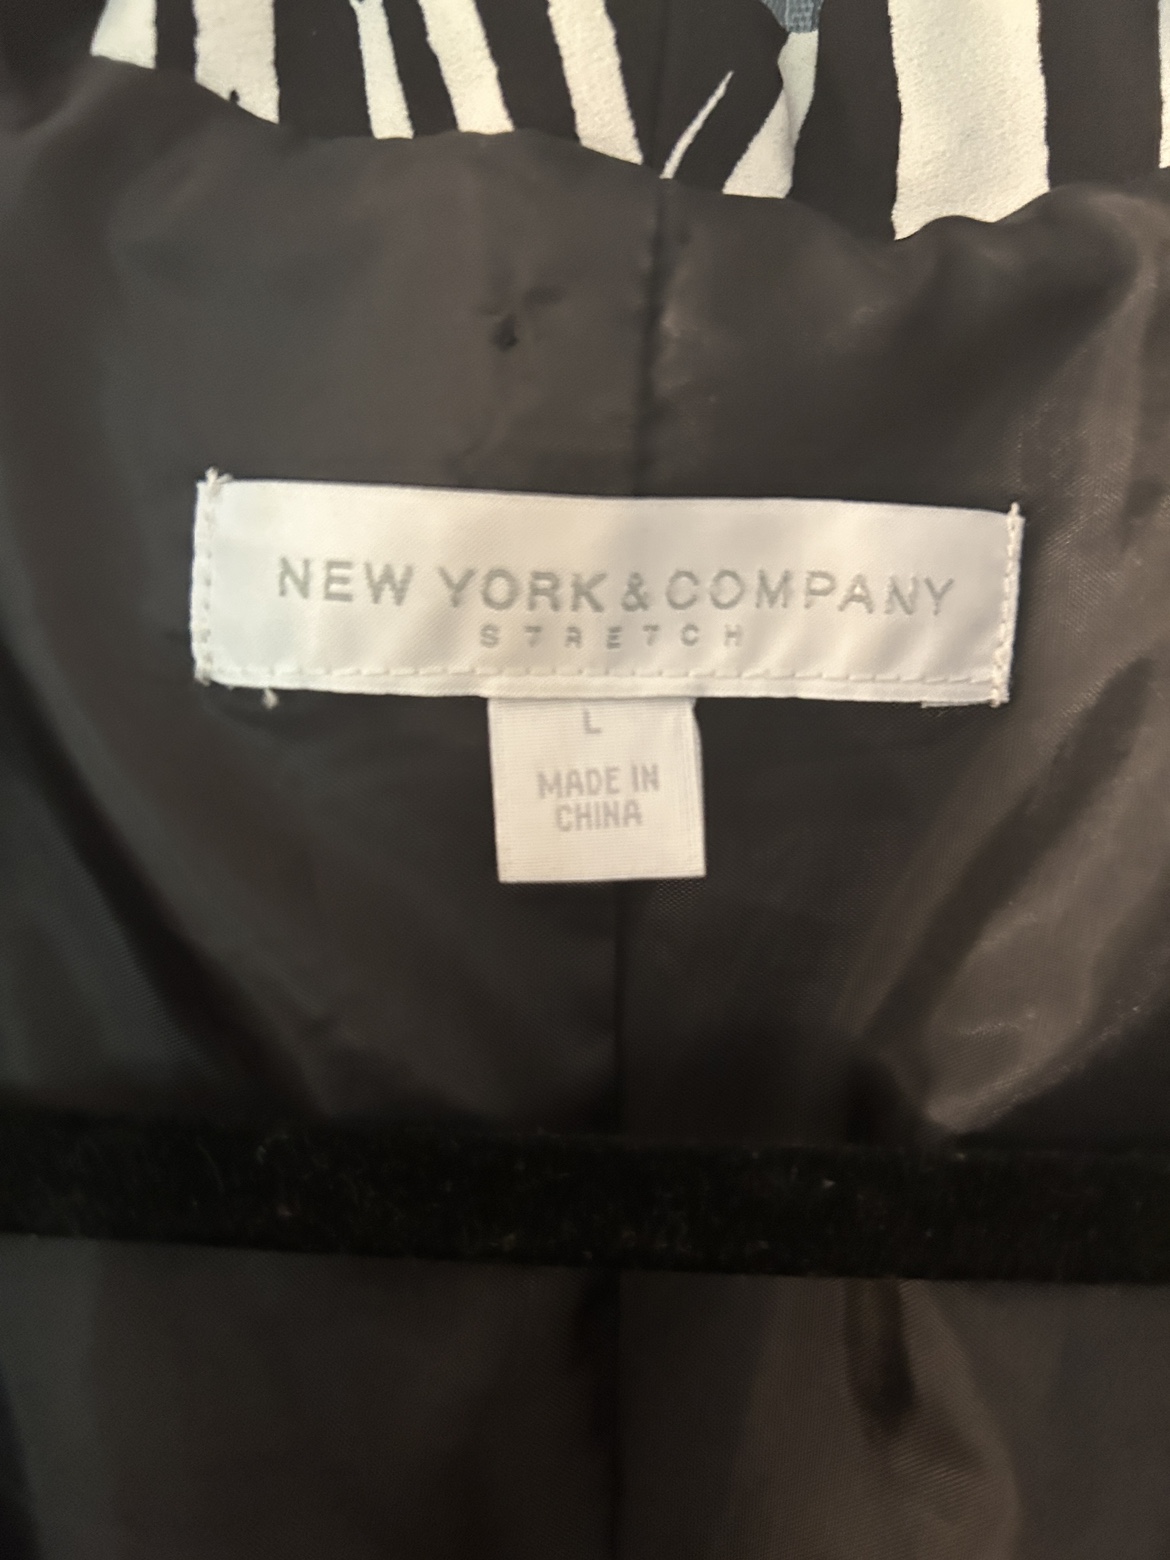 NEW YORK & COMPANY
STRETCH
L
MADE IN
CHINA